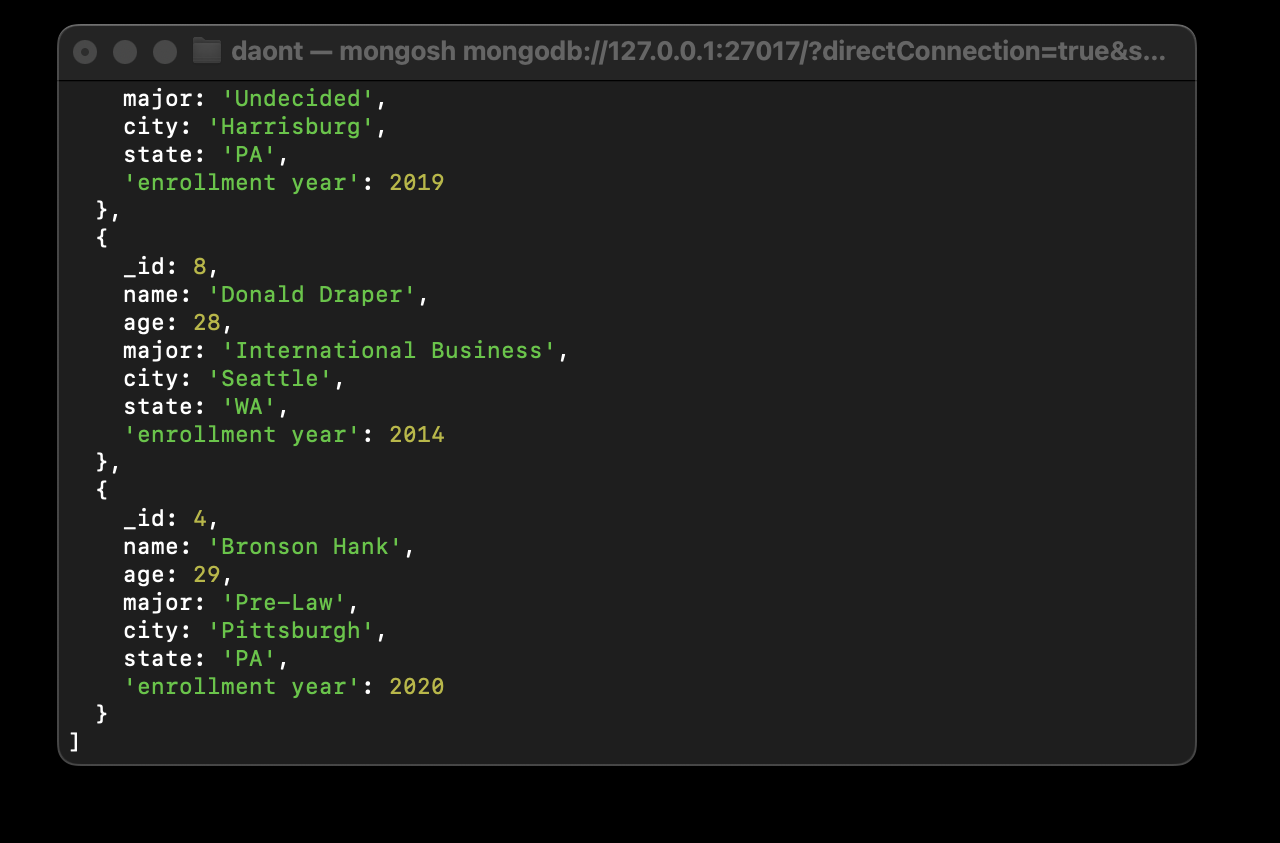 daont — mongosh mongodb://127.0.0.1:27017/?directConnection=true&s...
major: 'Undecided',
city: 'Harrisburg',
state: 'PA',
'enrollment year': 2019
},
{
_id: 8,
name: 'Donald Draper',
age: 28,
major: 'International Business',
city: 'Seattle',
state: 'WA',
'enrollment year': 2014
},
{
_id: 4,
name: 'Bronson Hank',
age: 29,
major: 'Pre-Law',
city: 'Pittsburgh',
state: 'PA',
'enrollment year': 2020
}
]